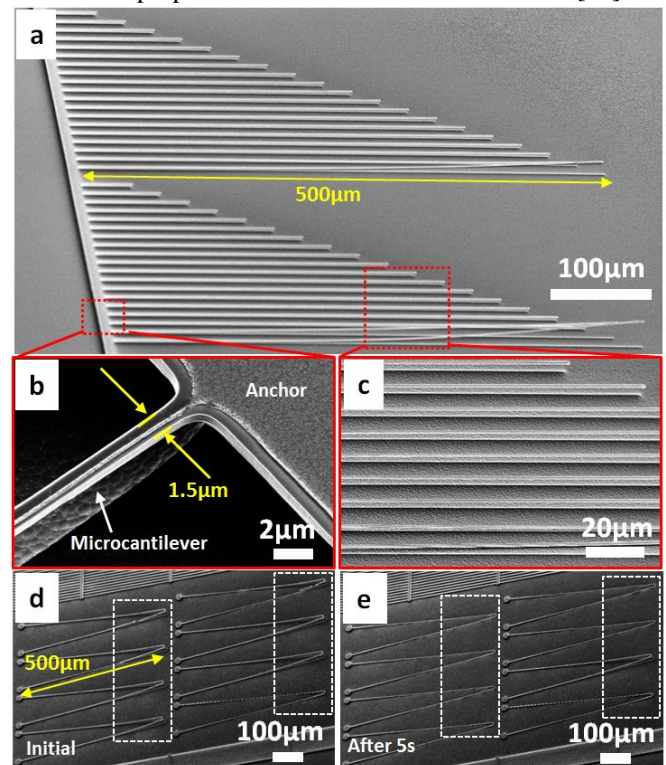 a
500μm
100μm
b
Anchor
1.5μm
Microcantilever
2μm
c
20μm
d
500μm
Initial
100μm
e
After 5s
100μm